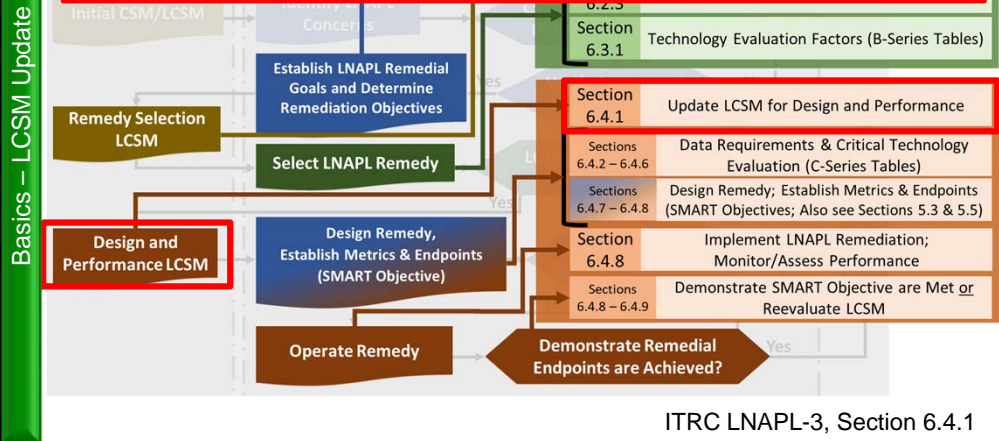 Basics – LCSM Update
Initial CSM/LCSM
Concerns
6.2.3
Section
6.3.1
Technology Evaluation Factors (B-Series Tables)
Establish LNAPL Remedial
Goals and Determine
Remediation Objectives
Yes
Section
6.4.1
Update LCSM for Design and Performance
Remedy Selection
LCSM
Select LNAPL Remedy
Sections
6.4.2 – 6.4.6
Data Requirements & Critical Technology
Evaluation (C-Series Tables)
Sections
6.4.7 – 6.4.8
Design Remedy; Establish Metrics & Endpoints
(SMART Objectives; Also see Sections 5.3 & 5.5)
Yes
Design and
Performance LCSM
Design Remedy,
Establish Metrics & Endpoints
(SMART Objective)
Section
6.4.8
Implement LNAPL Remediation;
Monitor/Assess Performance
Sections
6.4.8 – 6.4.9
Demonstrate SMART Objective are Met or
Reevaluate LCSM
Operate Remedy
Demonstrate Remedial
Endpoints are Achieved?
Yes
ITRC LNAPL-3, Section 6.4.1